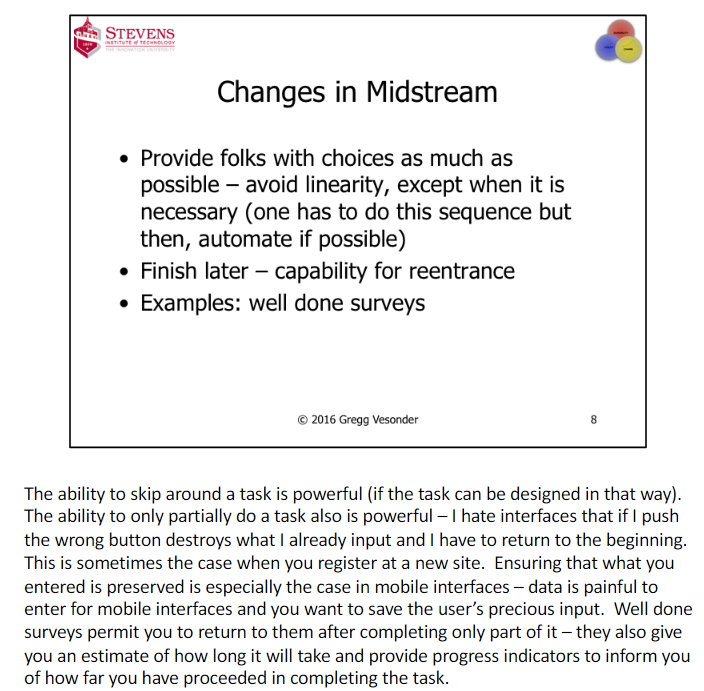 STEVENS
INSTITUTE of TECHNOLOGY
THE INNOVATION UNIVERSITY
1870
Changes in Midstream
• Provide folks with choices as much as
possible – avoid linearity, except when it is
necessary (one has to do this sequence but
then, automate if possible)
• Finish later – capability for reentrance
• Examples: well done surveys
© 2016 Gregg Vesonder
8
The ability to skip around a task is powerful (if the task can be designed in that way).
The ability to only partially do a task also is powerful – I hate interfaces that if I push
the wrong button destroys what I already input and I have to return to the beginning.
This is sometimes the case when you register at a new site.  Ensuring that what you
entered is preserved is especially the case in mobile interfaces – data is painful to
enter for mobile interfaces and you want to save the user’s precious input.  Well done
surveys permit you to return to them after completing only part of it – they also give
you an estimate of how long it will take and provide progress indicators to inform you
of how far you have proceeded in completing the task.